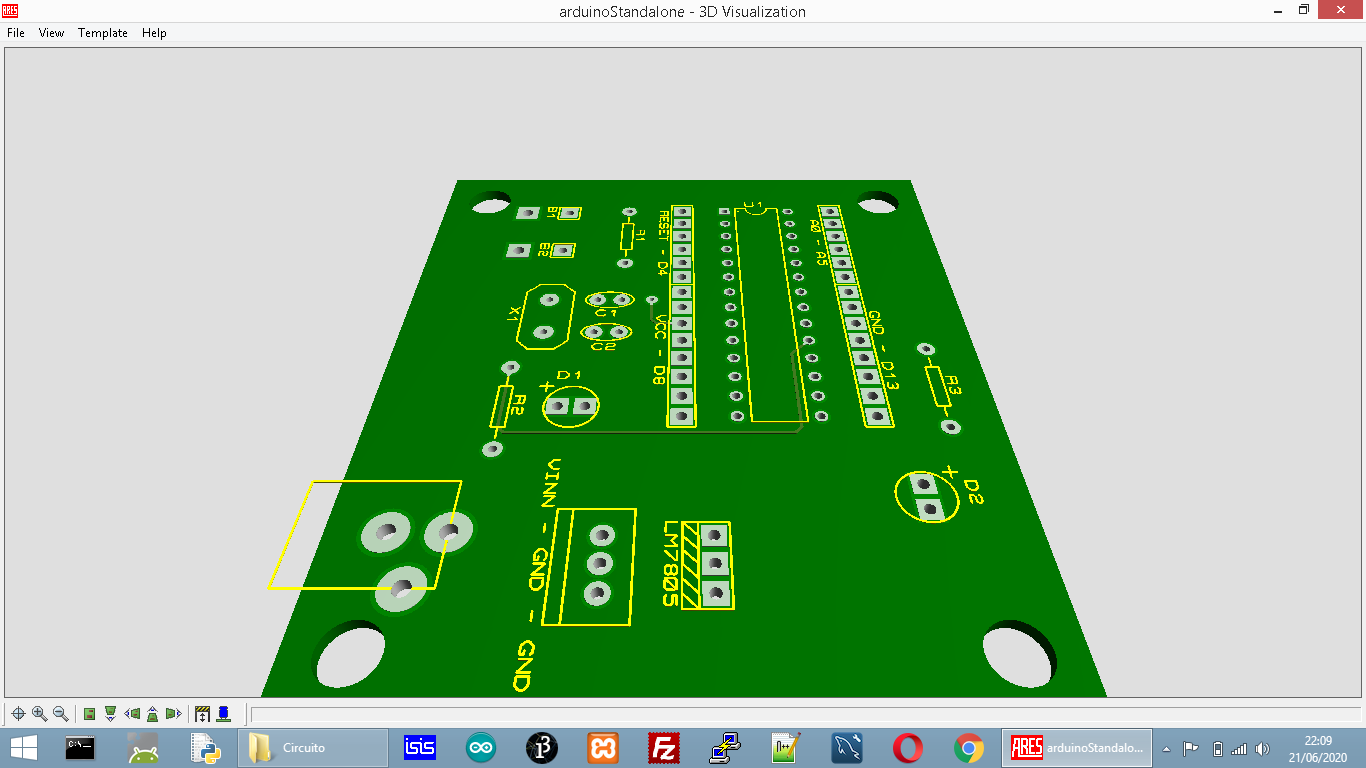 ARES
arduinoStandalone - 3D Visualization
File View Template Help
B1
B2
R1
RESET - D4
U1
A0 - A5
X1
C1
C2
VCC - D8
GND - D13
R2
+
D1
R3
+
D2
VINN - GND - GND
LM7805
C:\
Circuito
isis
Fz
ARES
arduinoStandalo...
22:09
21/06/2020